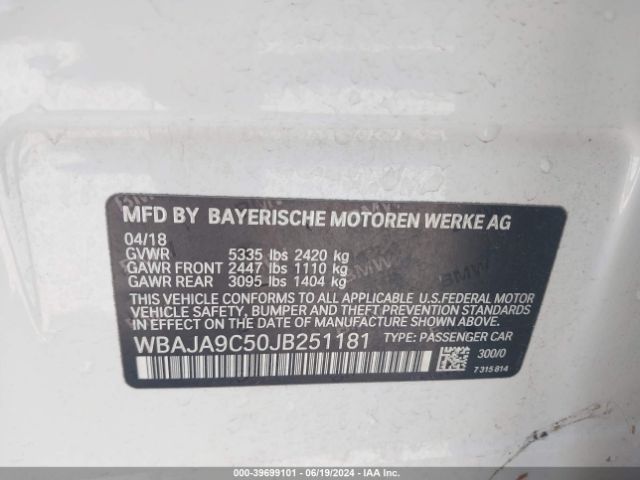 MFD BY BAYERISCHE MOTOREN WERKE AG
04/18
GVWR 5335 lbs 2420 kg
GAWR FRONT 2447 lbs 1110 kg
GAWR REAR 3095 lbs 1404 kg
THIS VEHICLE CONFORMS TO ALL APPLICABLE U.S.FEDERAL MOTOR
VEHICLE SAFETY, BUMPER AND THEFT PREVENTION
STANDARDS IN EFFECT ON THE DATE OF MANUFACTURE SHOWN ABOVE.
WBAJA9C50JB251181 TYPE: PASSENGER CAR
300/0
7 315 814
000-39699101 / 06/19/2024 - IAA Inc.